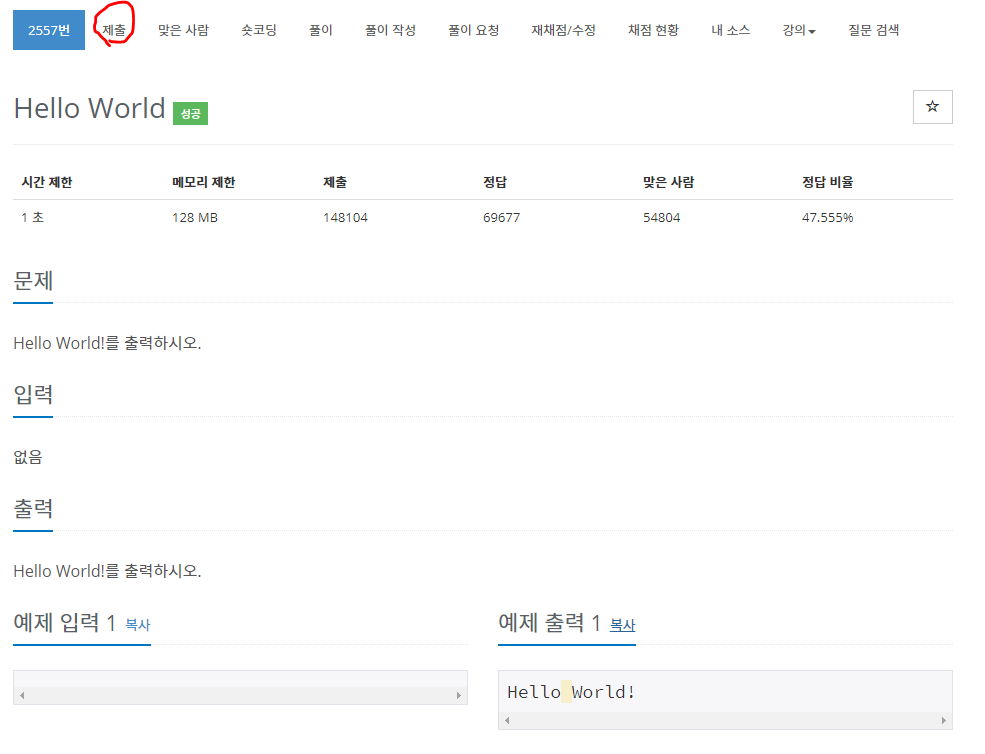 2557번 제출 맞은 사람 숏코딩 풀이 풀이 작성 풀이 요청 재채점/수정 채점 현황 내 소스 강의 질문 검색
Hello World 성공
시간 제한 메모리 제한 제출 정답 맞은 사람 정답 비율
1 초 128 MB 148104 69677 54804 47.555%
문제
Hello World!를 출력하시오.
입력
없음
출력
Hello World!를 출력하시오.
예제 입력 1 복사
예제 출력 1 복사
Hello World!